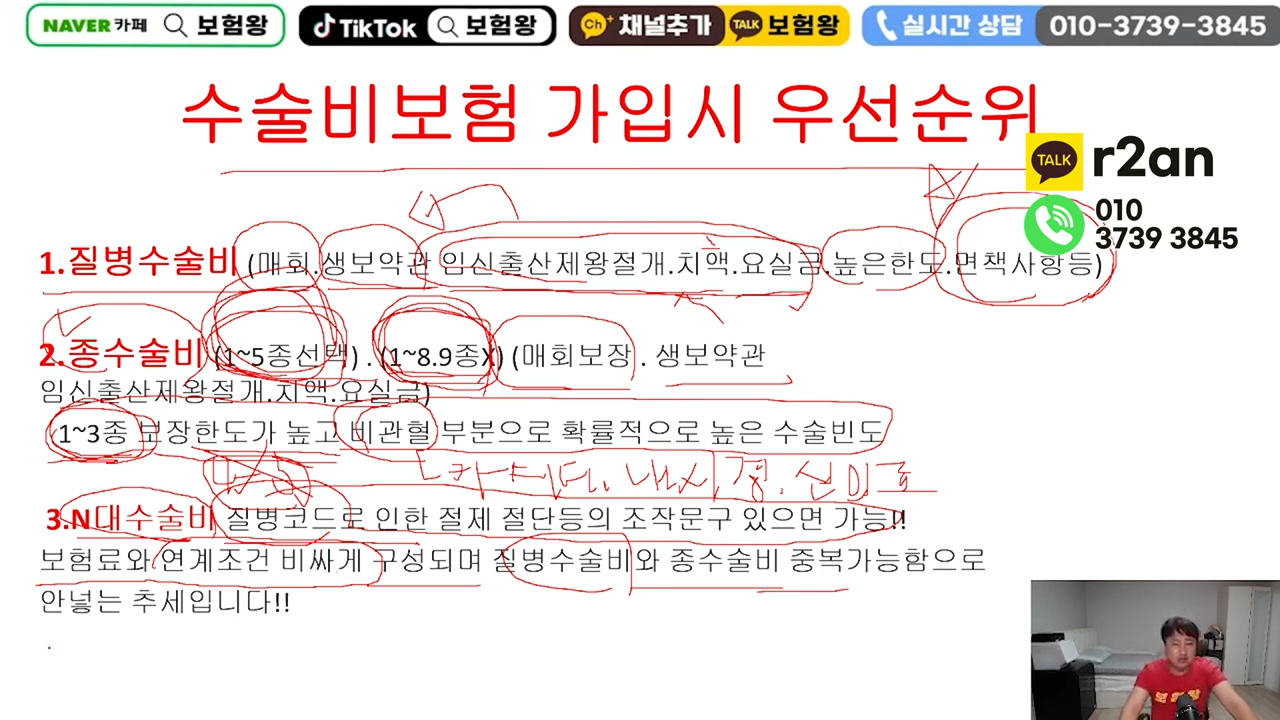 NAVER 카페 보험왕 TikTok 보험왕 Ch+ 채널추가 TALK 보험왕 실시간 상담 010-3739-3845
수술비보험 가입시 우선순위
TALK r2an
010
3739 3845
1.질병수술비 (매회.생보약관 임신출산제왕절개.치액.요실금.높은한도.면책사항등)
2.종수술비 (1~5종선택) . (1~8.9종X) (매회보장 . 생보약관
임신출산제왕절개.치액.요실금)
1~3종 보장한도가 높고 비관혈 부분으로 확률적으로 높은 수술빈도
카테터. 내시경.
3.N대수술비 질병코드로 인한 절제 절단등의 조작문구 있으면 가능!!
보험료와 연계조건 비싸게 구성되며 질병수술비와 종수술비 중복가능함으로
안넣는 추세입니다!!
보험왕